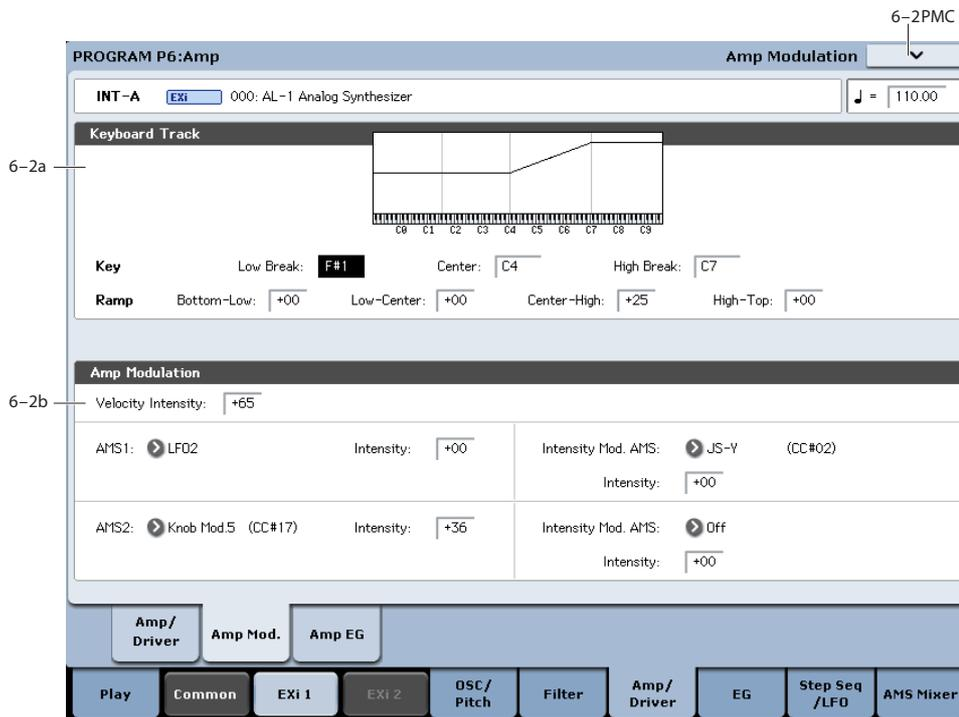 6–2PMC
PROGRAM P6:Amp Amp Modulation
INT-A EXi 000: AL-1 Analog Synthesizer ♩ = 110.00
Keyboard Track
6–2a
C0 C1 C2 C3 C4 C5 C6 C7 C8 C9
Key Low Break: F#1 Center: C4 High Break: C7
Ramp Bottom-Low: +00 Low-Center: +00 Center-High: +25 High-Top: +00
Amp Modulation
6–2b Velocity Intensity: +65
AMS1: LFO2 Intensity: +00 Intensity Mod. AMS: JS-Y (CC#02)
Intensity: +00
AMS2: Knob Mod.5 (CC#17) Intensity: +36 Intensity Mod. AMS: Off
Intensity: +00
Amp/
Driver
Amp Mod.
Amp EG
Play
Common
EXi 1
EXi 2
OSC/
Pitch
Filter
Amp/
Driver
EG
Step Seq
/LFO
AMS Mixer